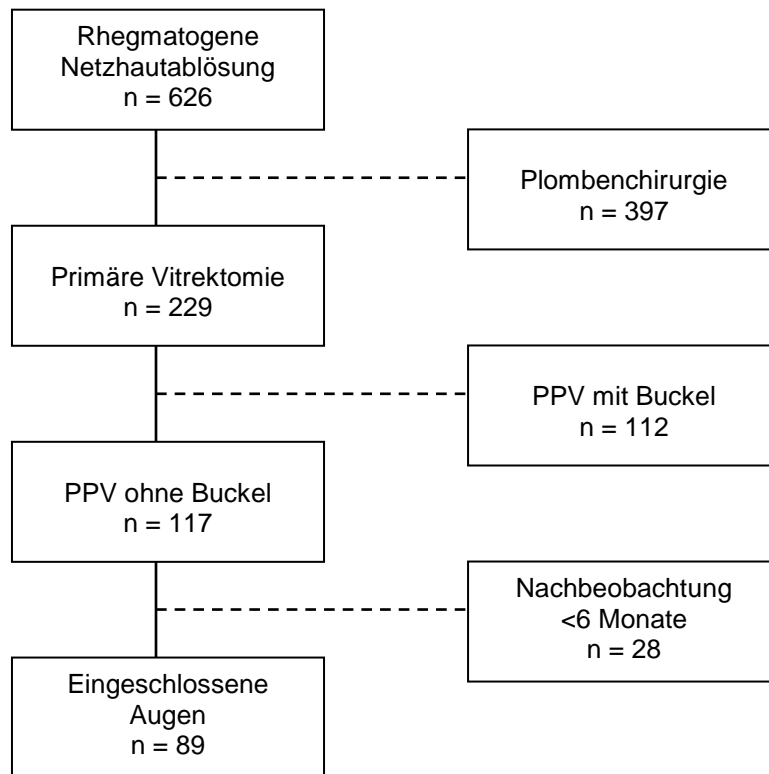 Rhegmatogene
Netzhautablösung
n = 626
Plombenchirurgie
n = 397
Primäre Vitrektomie
n = 229
PPV mit Buckel
n = 112
PPV ohne Buckel
n = 117
Nachbeobachtung
<6 Monate
n = 28
Eingeschlossene
Augen
n = 89